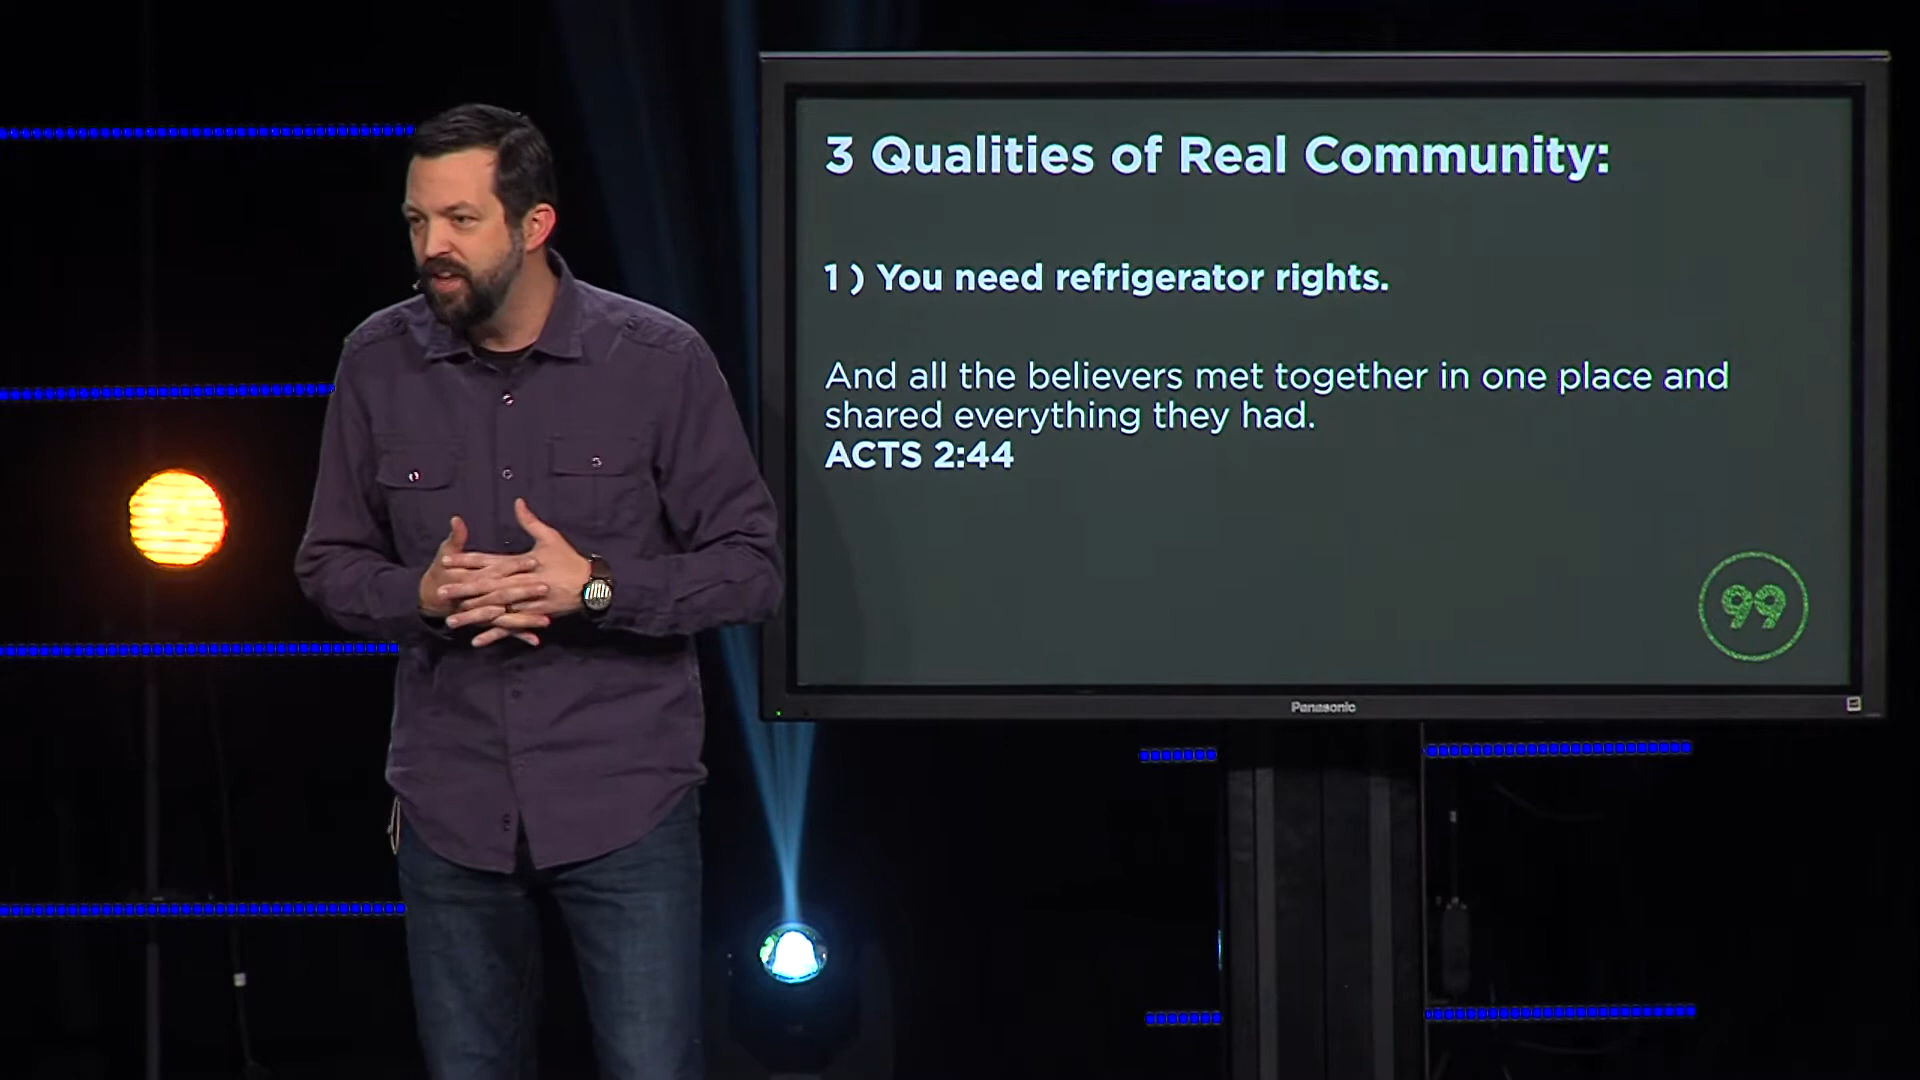 3 Qualities of Real Community:
1 ) You need refrigerator rights.
And all the believers met together in one place and
shared everything they had.
ACTS 2:44
99
Panasonic